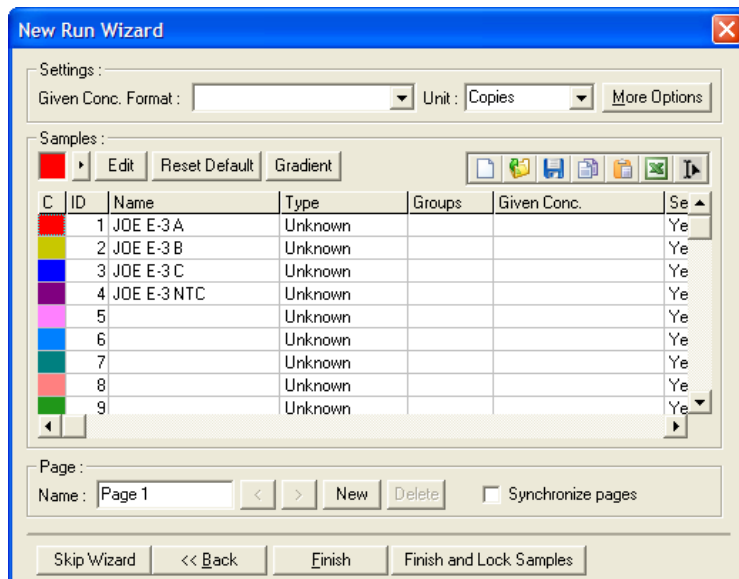 New Run Wizard
Settings :
Given Conc. Format : Unit : Copies More Options
Samples :
Edit Reset Default Gradient
C ID Name Type Groups Given Conc. Se
1 JOE E-3 A Unknown Ye
2 JOE E-3 B Unknown Ye
3 JOE E-3 C Unknown Ye
4 JOE E-3 NTC Unknown Ye
5 Unknown Ye
6 Unknown Ye
7 Unknown Ye
8 Unknown Ye
9 Unknown Ye
Page :
Name : Page 1 < > New Delete Synchronize pages
Skip Wizard << Back Finish Finish and Lock Samples